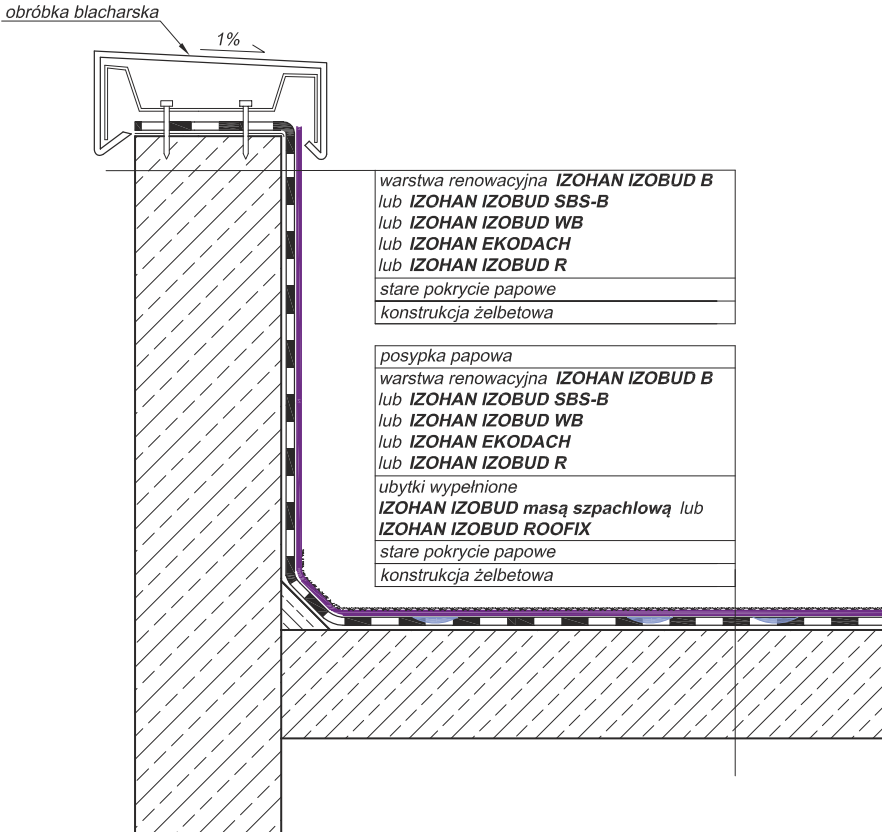 obróbka blacharska
1%
warstwa renowacyjna IZOHAN IZOBUD B
lub IZOHAN IZOBUD SBS-B
lub IZOHAN IZOBUD WB
lub IZOHAN EKODACH
lub IZOHAN IZOBUD R
stare pokrycie papowe
konstrukcja żelbetowa
posypka papowa
warstwa renowacyjna IZOHAN IZOBUD B
lub IZOHAN IZOBUD SBS-B
lub IZOHAN IZOBUD WB
lub IZOHAN EKODACH
lub IZOHAN IZOBUD R
ubytki wypełnione
IZOHAN IZOBUD masą szpachlową lub
IZOHAN IZOBUD ROOFIX
stare pokrycie papowe
konstrukcja żelbetowa